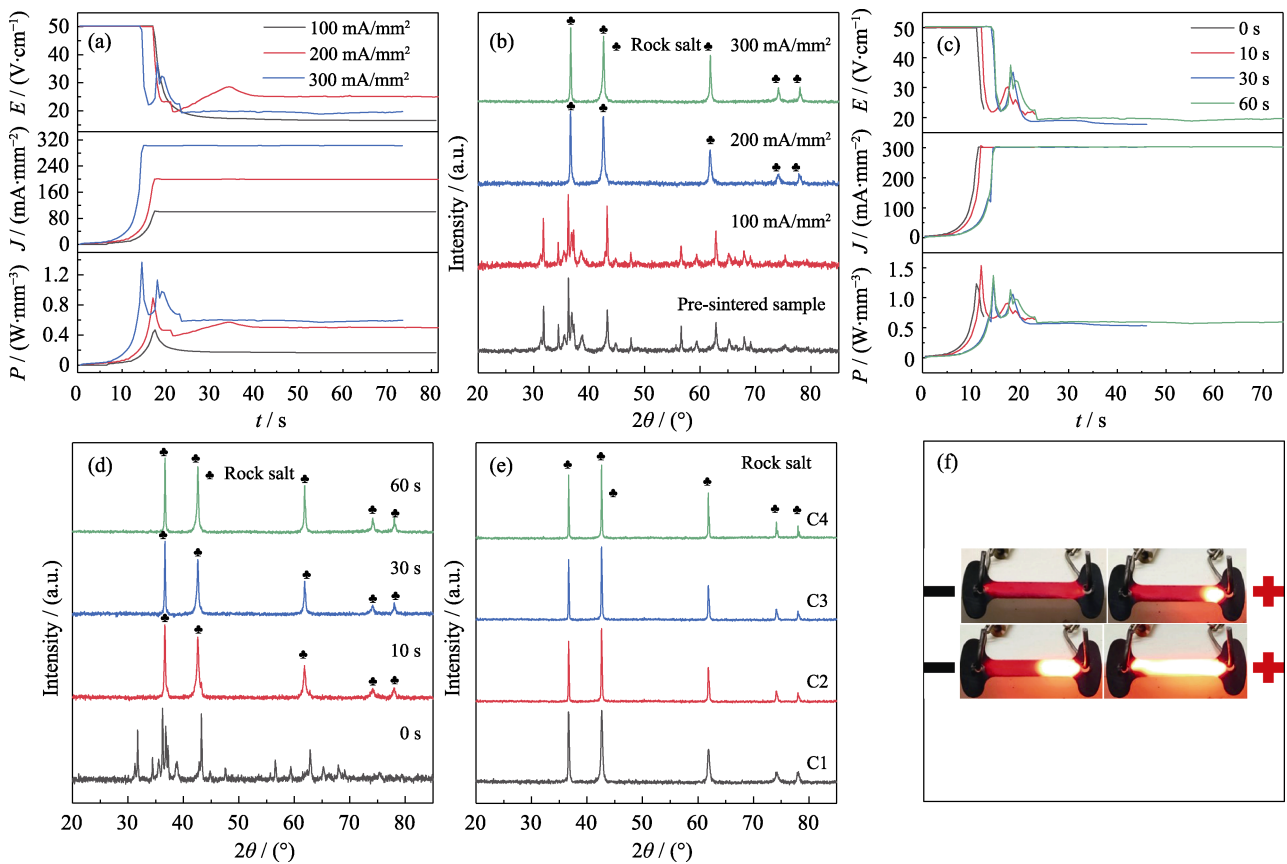 (a)
100 mA/mm²
200 mA/mm²
300 mA/mm²
E / (V·cm⁻¹)
50
40
30
20
J / (mA·mm⁻²)
320
240
160
80
0
P / (W·mm⁻³)
1.2
0.8
0.4
0
0 10 20 30 40 50 60 70 80
t / s
(b)
♣ Rock salt
300 mA/mm²
200 mA/mm²
100 mA/mm²
Pre-sintered sample
Intensity / (a.u.)
20 30 40 50 60 70 80
2θ / (°)
(c)
0 s
10 s
30 s
60 s
E / (V·cm⁻¹)
50
40
30
20
J / (mA·mm⁻²)
300
200
100
0
P / (W·mm⁻³)
1.5
1.0
0.5
0
0 10 20 30 40 50 60 70
t / s
(d)
♣ Rock salt
60 s
30 s
10 s
0 s
Intensity / (a.u.)
20 30 40 50 60 70 80
2θ / (°)
(e)
♣ Rock salt
C4
C3
C2
C1
Intensity / (a.u.)
20 30 40 50 60 70 80
2θ / (°)
(f)